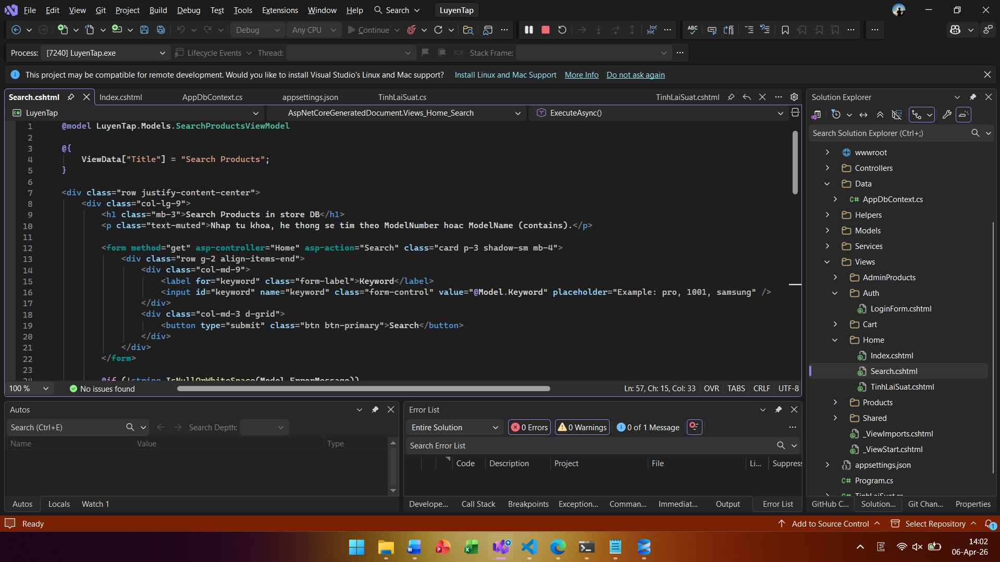 File Edit View Git Project Build Debug Test Tools Extensions Window Help Search LuyenTap
Debug Any CPU Continue
Process: [7240] LuyenTap.exe Lifecycle Events Thread: Stack Frame:
This project may be compatible for remote development. Would you like to install Visual Studio's Linux and Mac support? Install Linux and Mac Support More Info Do not ask again
Search.cshtml Index.cshtml AppDbContext.cs appsettings.json TinhLaiSuat.cs TinhLaiSuat.cshtml
LuyenTap AspNetCoreGeneratedDocument.Views_Home_Search ExecuteAsync()
1 @model LuyenTap.Models.SearchProductsViewModel
2
3 @{
4 ViewData["Title"] = "Search Products";
5 }
6
7 <div class="row justify-content-center">
8 <div class="col-lg-9">
9 <h1 class="mb-3">Search Products in store DB</h1>
10 <p class="text-muted">Nhap tu khoa, he thong se tim theo ModelNumber hoac ModelName (contains).</p>
11
12 <form method="get" asp-controller="Home" asp-action="Search" class="card p-3 shadow-sm mb-4">
13 <div class="row g-2 align-items-end">
14 <div class="col-md-9">
15 <label for="keyword" class="form-label">Keyword</label>
16 <input id="keyword" name="keyword" class="form-control" value="@Model.Keyword" placeholder="Example: pro, 1001, samsung" />
17 </div>
18 <div class="col-md-3 d-grid">
19 <button type="submit" class="btn btn-primary">Search</button>
20 </div>
21 </div>
22 </form>
23
24 @if (!string.IsNullOrWhiteSpace(Model.ErrorMessage))
100 % No issues found Ln: 57, Ch: 15, Col: 33 OVR TABS CRLF UTF-8
Solution Explorer
Search Solution Explorer (Ctrl+;)
wwwroot
Controllers
Data
C# AppDbContext.cs
Helpers
Models
Services
Views
AdminProducts
Auth
LoginForm.cshtml
Cart
Home
Index.cshtml
Search.cshtml
TinhLaiSuat.cshtml
Products
Shared
_ViewImports.cshtml
_ViewStart.cshtml
appsettings.json
C# Program.cs
C# TinhLaiSuat.cs
GitHub C... Solution... Git Chan... Properties
Autos
Search (Ctrl+E) Search Depth:
Name Value Type
Autos Locals Watch 1
Error List
Entire Solution 0 Errors 0 Warnings 0 of 1 Message
Search Error List
Code Description Project File Li... Suppress
Develope... Call Stack Breakpoints Exception... Comman... Immediat... Output Error List
Ready Add to Source Control Select Repository 1
E 14:02
06-Apr-26